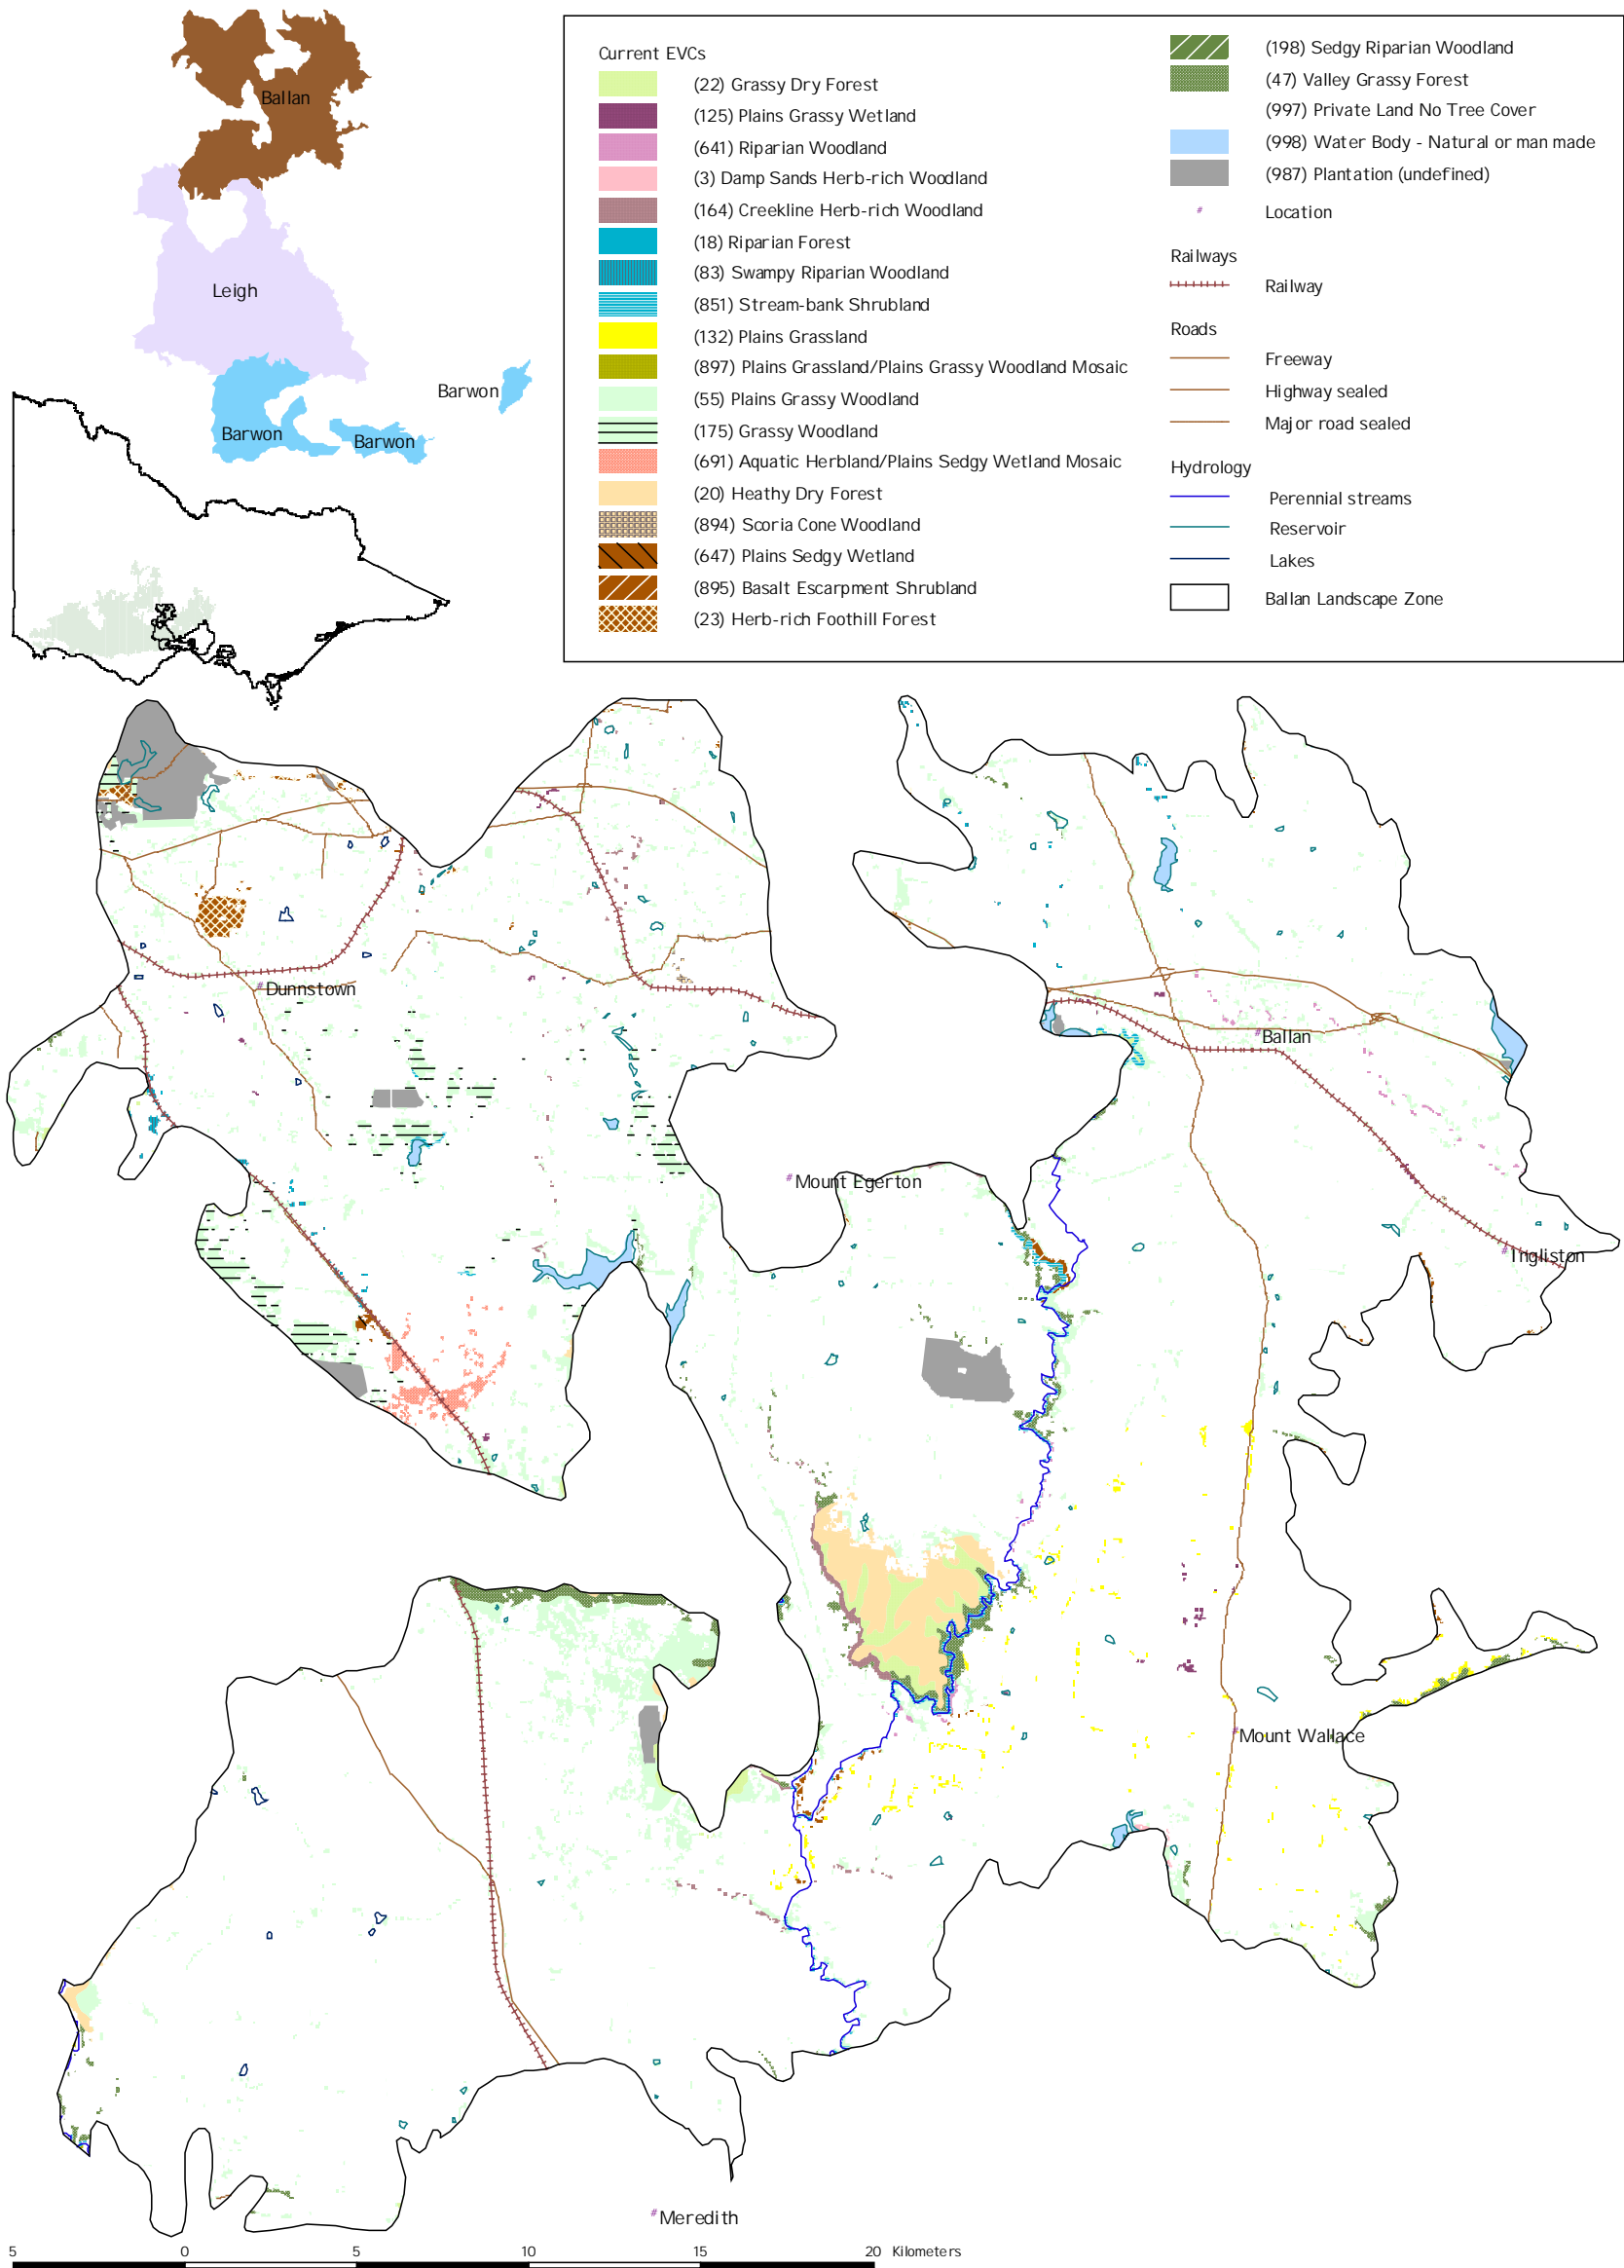 Ballan
Leigh
Barwon
Barwon
Barwon
Current EVCs
(22) Grassy Dry Forest
(125) Plains Grassy Wetland
(641) Riparian Woodland
(3) Damp Sands Herb-rich Woodland
(164) Creekline Herb-rich Woodland
(18) Riparian Forest
(83) Swampy Riparian Woodland
(851) Stream-bank Shrubland
(132) Plains Grassland
(897) Plains Grassland/Plains Grassy Woodland Mosaic
(55) Plains Grassy Woodland
(175) Grassy Woodland
(691) Aquatic Herbland/Plains Sedgy Wetland Mosaic
(20) Heathy Dry Forest
(894) Scoria Cone Woodland
(647) Plains Sedgy Wetland
(895) Basalt Escarpment Shrubland
(23) Herb-rich Foothill Forest
(198) Sedgy Riparian Woodland
(47) Valley Grassy Forest
(997) Private Land No Tree Cover
(998) Water Body - Natural or man made
(987) Plantation (undefined)
# Location
Railways
Railway
Roads
Freeway
Highway sealed
Major road sealed
Hydrology
Perennial streams
Reservoir
Lakes
Ballan Landscape Zone
# Dunnstown
# Ballan
# Mount Egerton
# Ingliston
# Mount Wallace
# Meredith
5 0 5 10 15 20 Kilometers